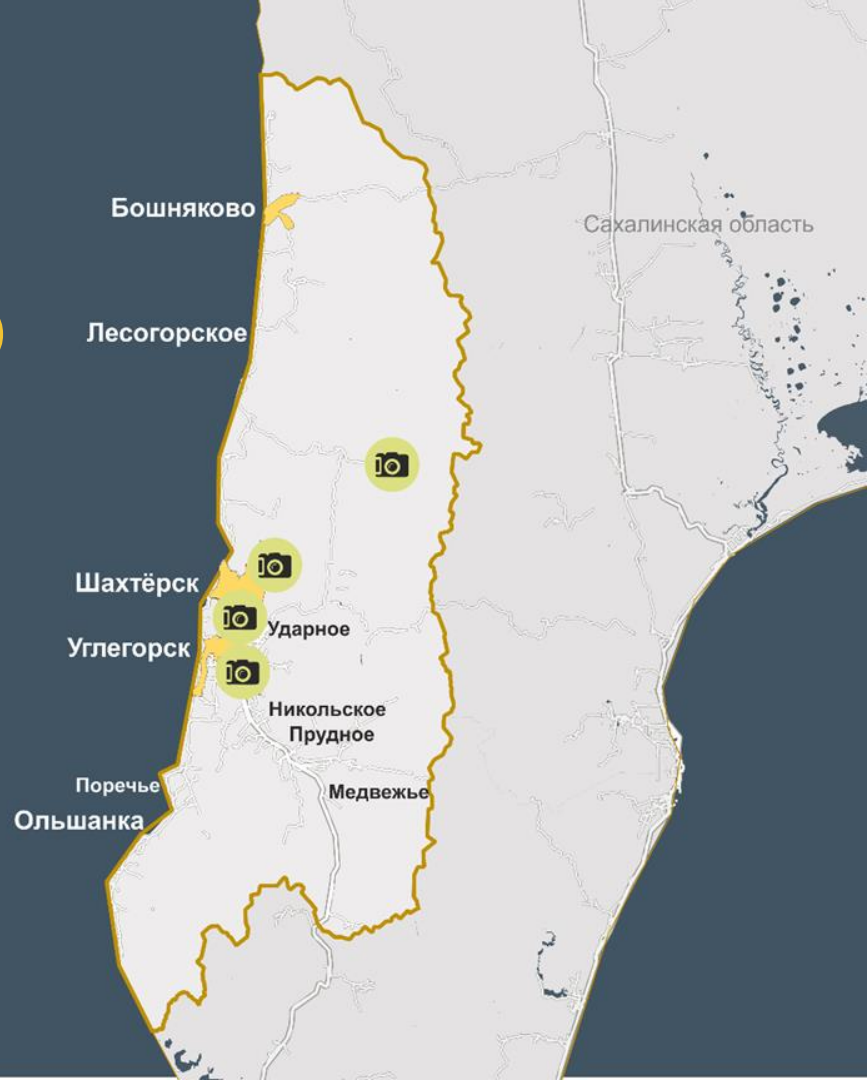 Бошняково
Сахалинская область
Лесогорское
Шахтёрск
Ударное
Углегорск
Никольское
Прудное
Поречье
Медвежье
Ольшанка